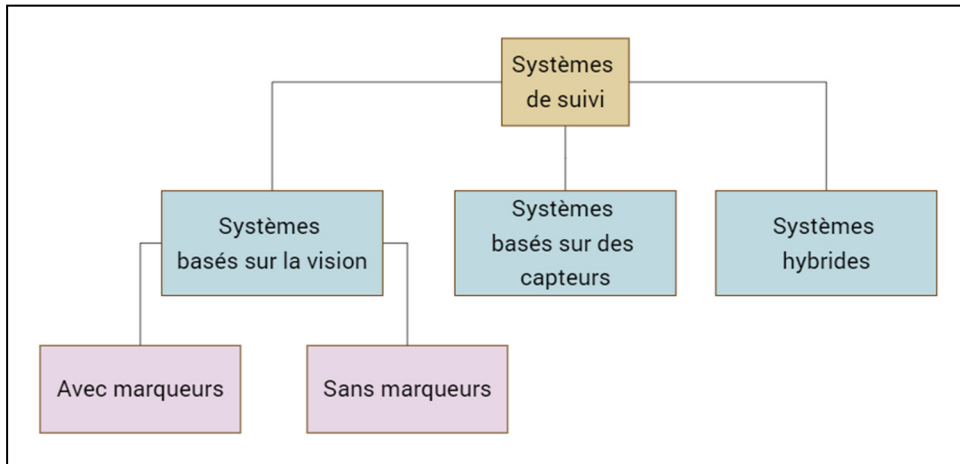 Systèmes
de suivi
Systèmes
basés sur la vision
Systèmes
basés sur des
capteurs
Systèmes
hybrides
Avec marqueurs
Sans marqueurs